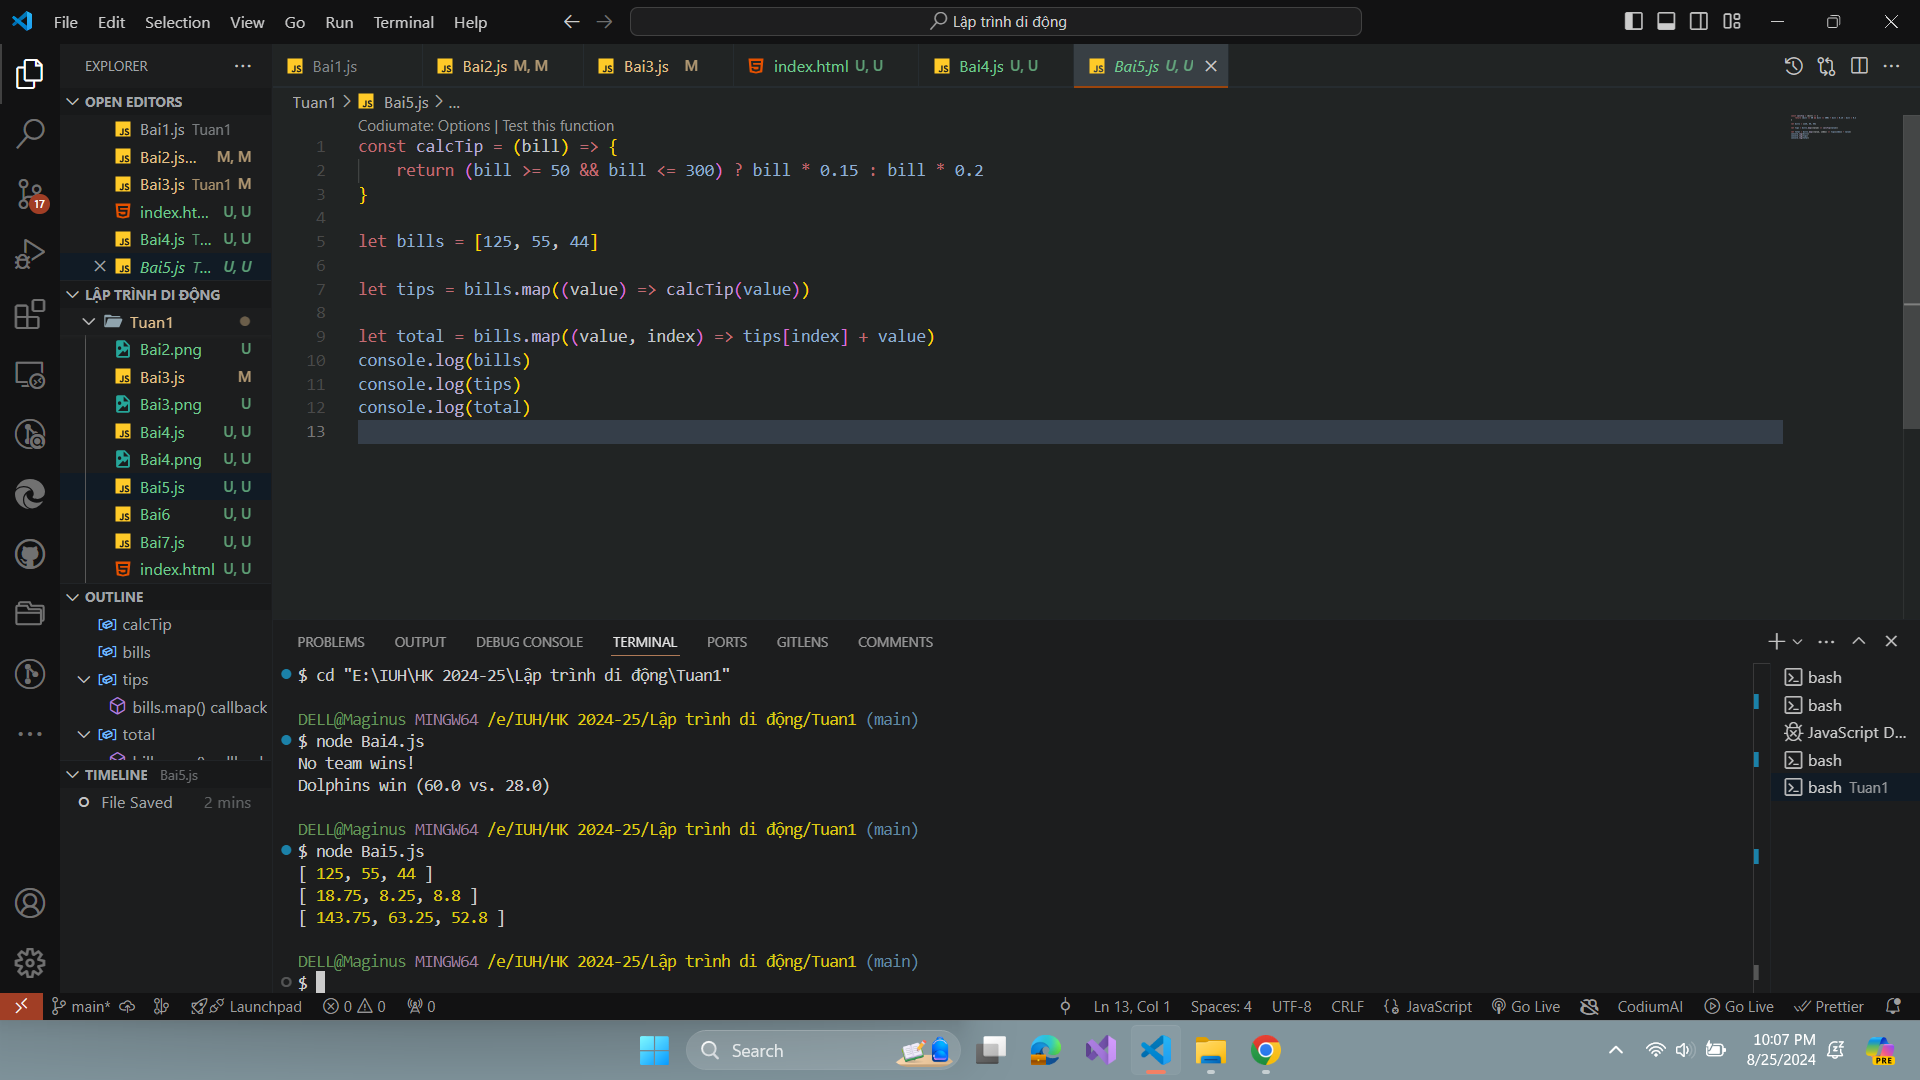 File Edit Selection View Go Run Terminal Help
Lập trình di động
EXPLORER
OPEN EDITORS
Bai1.js Tuan1
Bai2.js... M, M
Bai3.js Tuan1 M
index.ht... U, U
Bai4.js T... U, U
Bai5.js T... U, U
LẬP TRÌNH DI ĐỘNG
Tuan1
Bai2.png U
Bai3.js M
Bai3.png U
Bai4.js U, U
Bai4.png U, U
Bai5.js U, U
Bai6 U, U
Bai7.js U, U
index.html U, U
OUTLINE
calcTip
bills
tips
bills.map() callback
total
TIMELINE Bai5.js
File Saved 2 mins
17
Bai1.js
Bai2.js M, M
Bai3.js M
index.html U, U
Bai4.js U, U
Bai5.js U, U
Tuan1 > Bai5.js > ...
Codiumate: Options | Test this function
1 const calcTip = (bill) => {
2 return (bill >= 50 && bill <= 300) ? bill * 0.15 : bill * 0.2
3 }
4
5 let bills = [125, 55, 44]
6
7 let tips = bills.map((value) => calcTip(value))
8
9 let total = bills.map((value, index) => tips[index] + value)
10 console.log(bills)
11 console.log(tips)
12 console.log(total)
13
PROBLEMS OUTPUT DEBUG CONSOLE TERMINAL PORTS GITLENS COMMENTS
$ cd "E:\IUH\HK 2024-25\Lập trình di động\Tuan1"
DELL@Maginus MINGW64 /e/IUH/HK 2024-25/Lập trình di động/Tuan1 (main)
$ node Bai4.js
No team wins!
Dolphins win (60.0 vs. 28.0)
DELL@Maginus MINGW64 /e/IUH/HK 2024-25/Lập trình di động/Tuan1 (main)
$ node Bai5.js
[ 125, 55, 44 ]
[ 18.75, 8.25, 8.8 ]
[ 143.75, 63.25, 52.8 ]
DELL@Maginus MINGW64 /e/IUH/HK 2024-25/Lập trình di động/Tuan1 (main)
$
bash
bash
JavaScript D...
bash
bash Tuan1
main* Launchpad 0 0 0 Ln 13, Col 1 Spaces: 4 UTF-8 CRLF JavaScript Go Live CodiumAI Go Live Prettier
Search
10:07 PM
8/25/2024
PRE